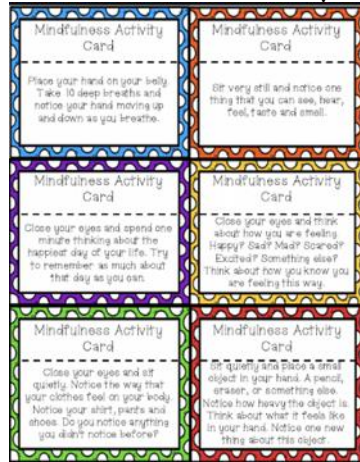 Mindfulness Activity
Card
Place your hand on your belly.
Take 10 deep breaths and
notice your hand moving up
and down as you breathe.
Mindfulness Activity
Card
Sit very still and notice one
thing that you can see, hear,
feel, taste and smell.
Mindfulness Activity
Card
Close your eyes and spend one
minute thinking about the
happiest day of your life. Try
to remember as much about
that day as you can.
Mindfulness Activity
Card
Close your eyes and think
about how you are feeling.
Happy? Sad? Mad? Scared?
Excited? Something else?
Think about how you know you
are feeling this way.
Mindfulness Activity
Card
Close your eyes and sit
quietly. Notice the way that
your clothes feel on your body.
Notice your shirt, pants and
shoes. Do you notice anything
you didn't notice before?
Mindfulness Activity
Card
Sit quietly and place a small
object in your hand. A pencil,
eraser, or something else.
Notice how heavy the object is.
Think about what it feels like
in your hand. Notice one new
thing about this object.